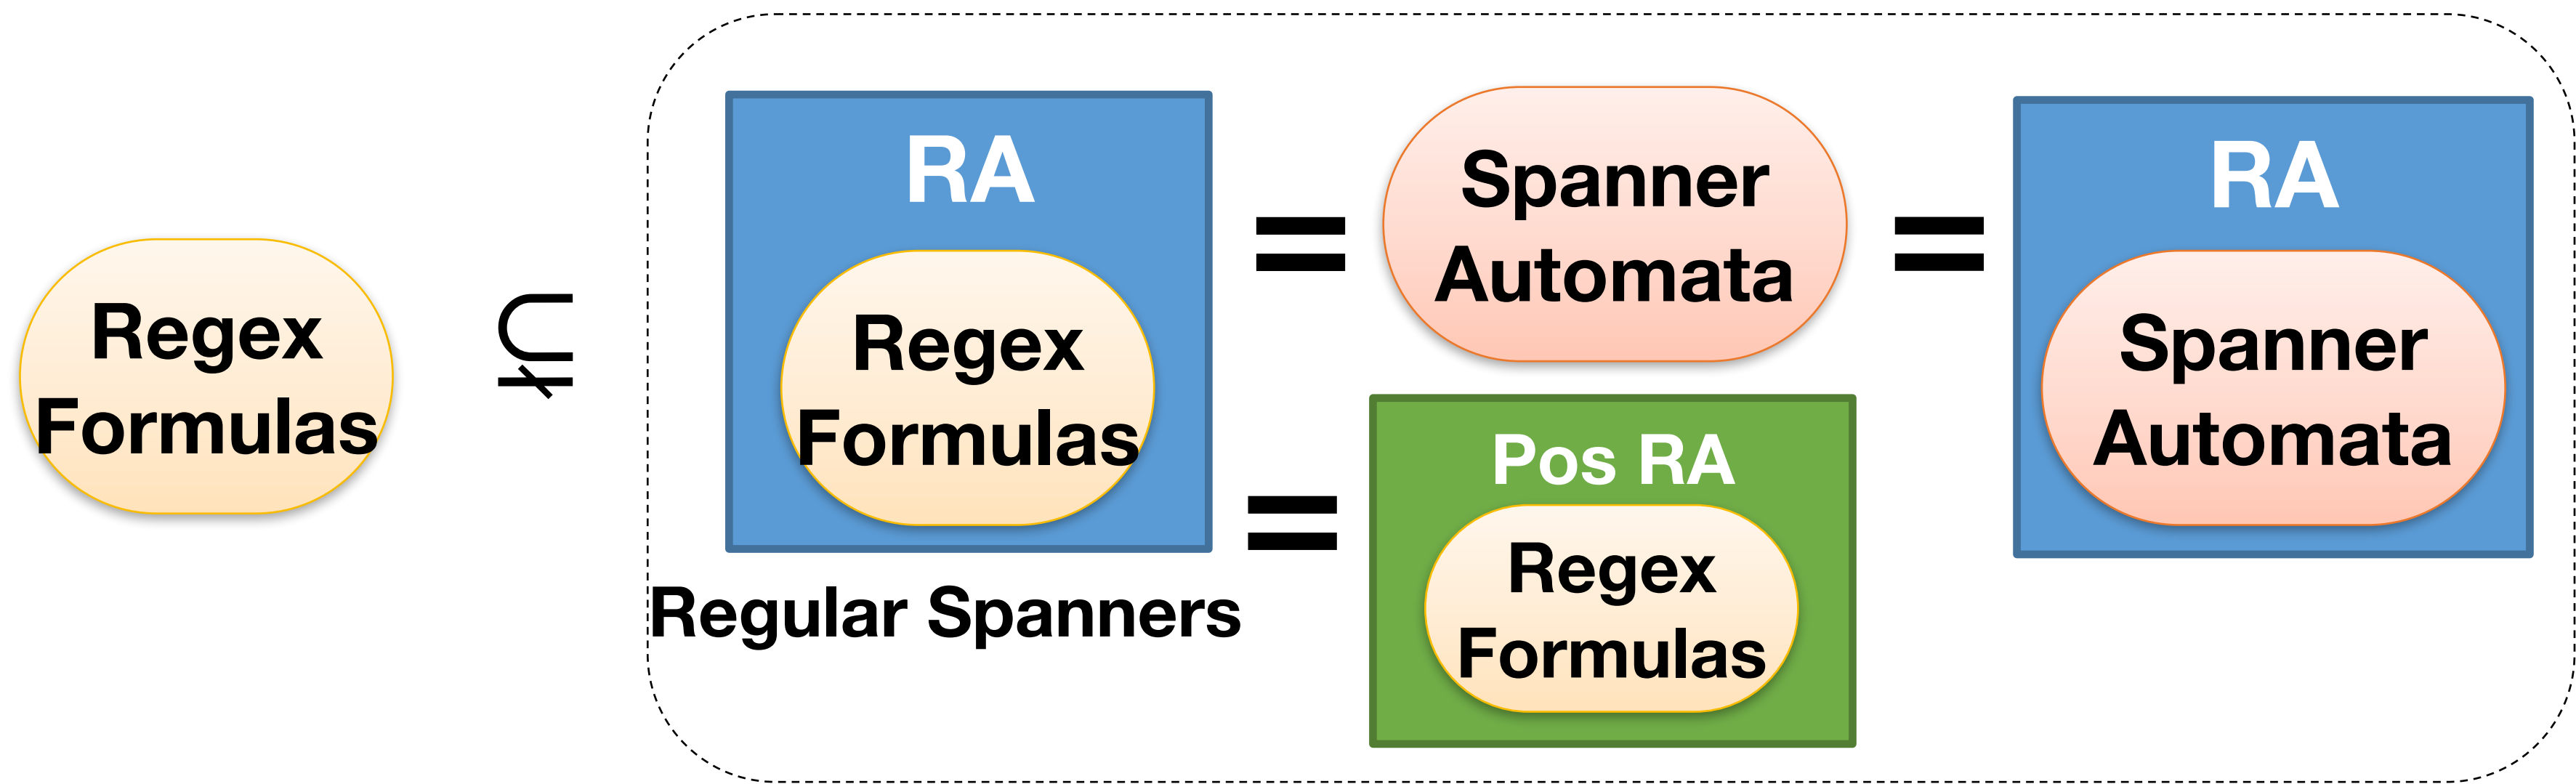 Regex
Formulas
⊊
RA
Regex
Formulas
=
Spanner
Automata
=
RA
Spanner
Automata
Regular Spanners
=
Pos RA
Regex
Formulas